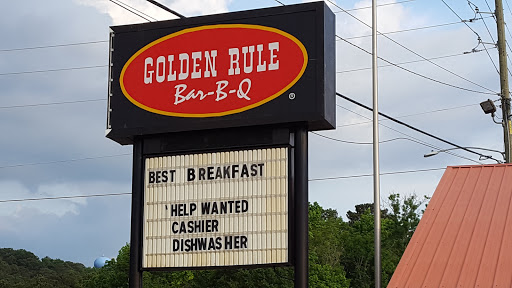 GOLDEN RULE
Bar-B-Q
®
BEST BREAKFAST
'HELP WANTED
CASHIER
DISHWASHER